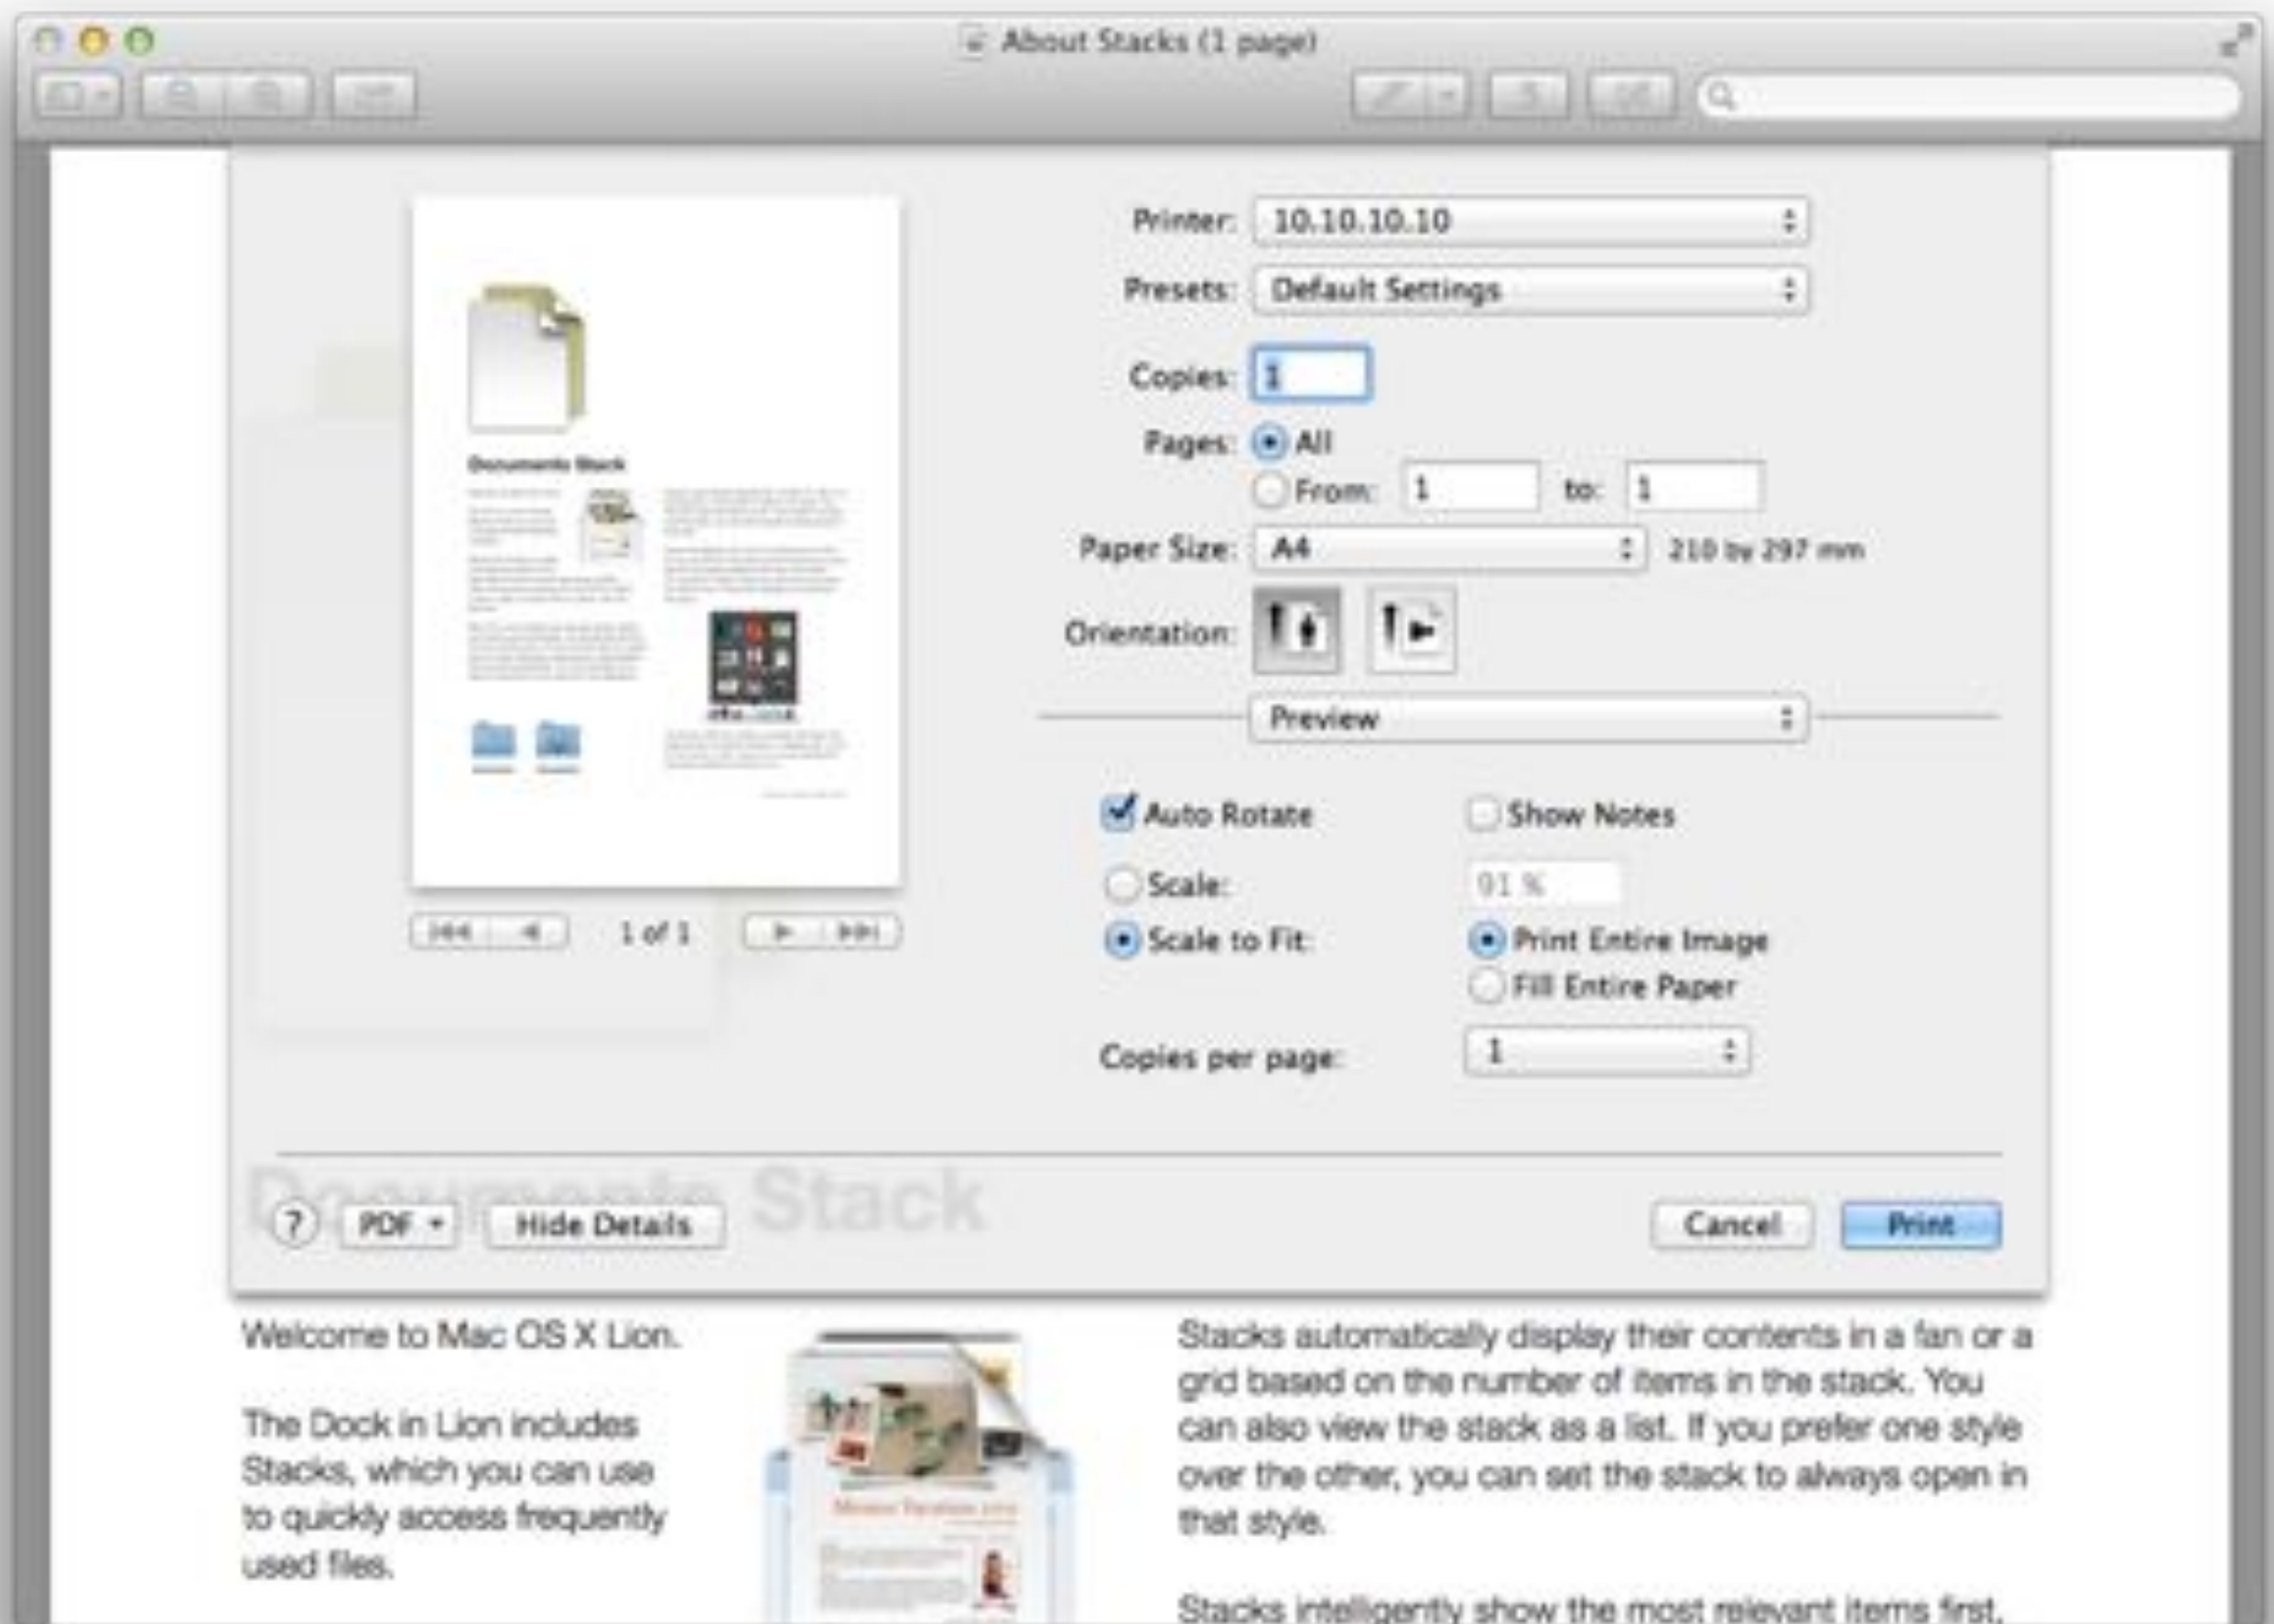 About Stacks (1 page)
Printer: 10.10.10.10
Presets: Default Settings
Copies: 1
Pages: All
From: 1 to: 1
Paper Size: A4 210 by 297 mm
Orientation:
Preview
Auto Rotate Show Notes
Scale: 91 %
Scale to Fit: Print Entire Image
Fill Entire Paper
Copies per page: 1
Documents Stack
1 of 1
Documents Stack
? PDF Hide Details Cancel Print
Welcome to Mac OS X Lion.
The Dock in Lion includes
Stacks, which you can use
to quickly access frequently
used files.
Stacks automatically display their contents in a fan or a
grid based on the number of items in the stack. You
can also view the stack as a list. If you prefer one style
over the other, you can set the stack to always open in
that style.
Stacks intelligently show the most relevant items first,